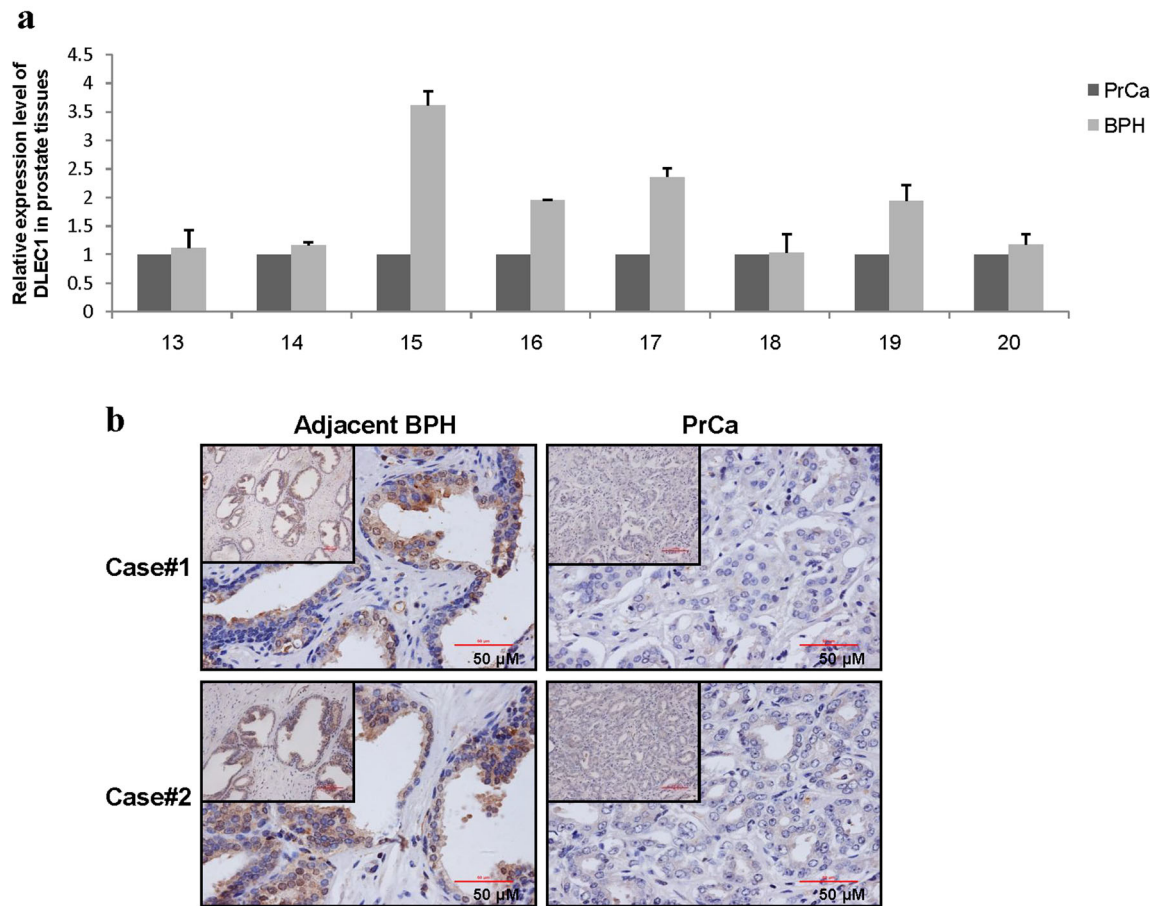 a
Relative expression level of
DLEC1 in prostate tissues
4.5
4
3.5
3
2.5
2
1.5
1
0.5
0
13 14 15 16 17 18 19 20
PrCa
BPH
b
Adjacent BPH PrCa
Case#1
50 µM 50 µM
Case#2
50 µM 50 µM